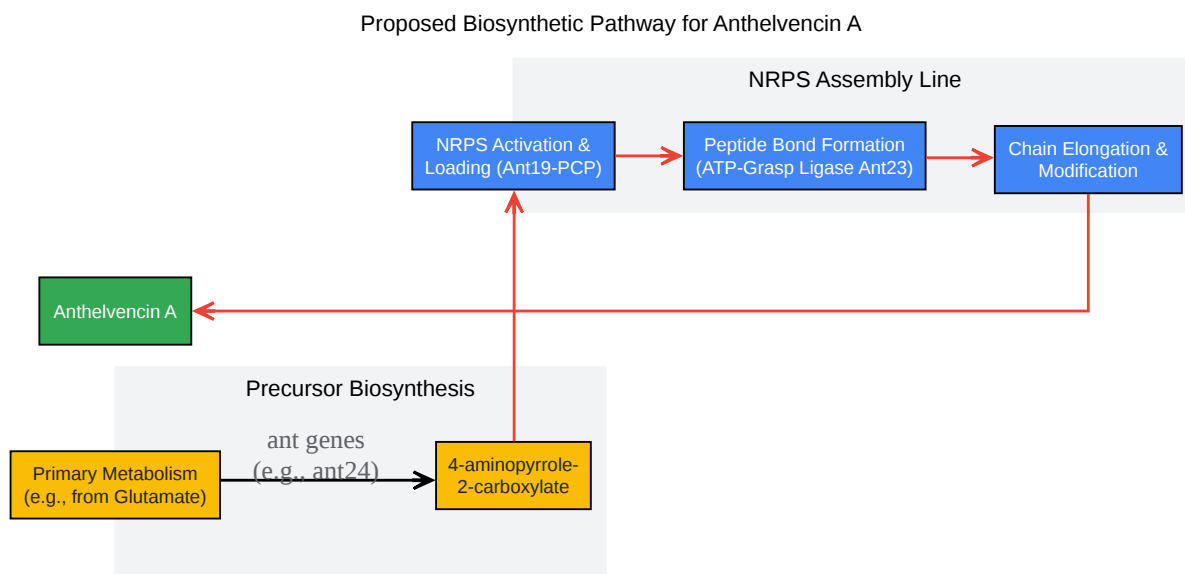 Proposed Biosynthetic Pathway for Anthelvencin A
NRPS Assembly Line
NRPS Activation &
Loading (Ant19-PCP)
Peptide Bond Formation
(ATP-Grasp Ligase Ant23)
Chain Elongation &
Modification
Anthelvencin A
Precursor Biosynthesis
ant genes
(e.g., ant24)
Primary Metabolism
(e.g., from Glutamate)
4-aminopyrrole-
2-carboxylate